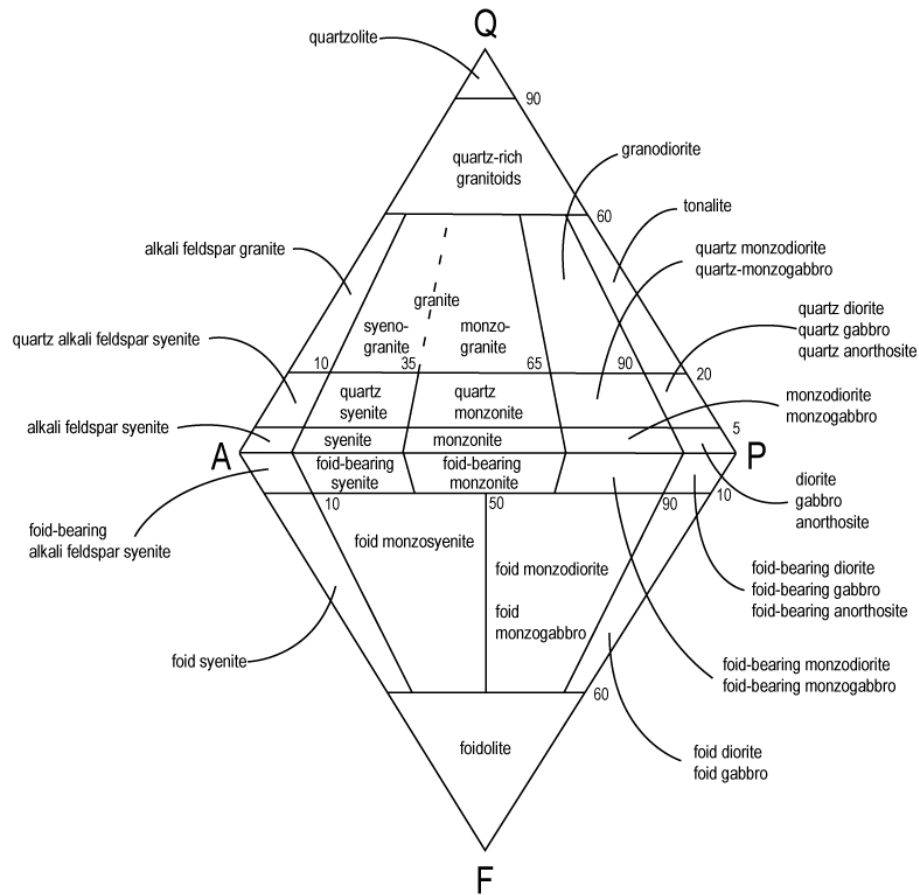 Q
quartzolite
90
quartz-rich
granitoids
granodiorite
60
tonalite
alkali feldspar granite
quartz monzodiorite
quartz-monzogabbro
granite
syeno-
granite
monzo-
granite
quartz diorite
quartz gabbro
quartz anorthosite
quartz alkali feldspar syenite
10
35
65
90
20
quartz
syenite
quartz
monzonite
monzodiorite
monzogabbro
alkali feldspar syenite
5
syenite
monzonite
A
P
foid-bearing
syenite
foid-bearing
monzonite
diorite
gabbro
anorthosite
10
50
90
10
foid-bearing
alkali feldspar syenite
foid monzosyenite
foid monzodiorite
foid
monzogabbro
foid-bearing diorite
foid-bearing gabbro
foid-bearing anorthosite
foid syenite
foid-bearing monzodiorite
foid-bearing monzogabbro
60
foidolite
foid diorite
foid gabbro
F